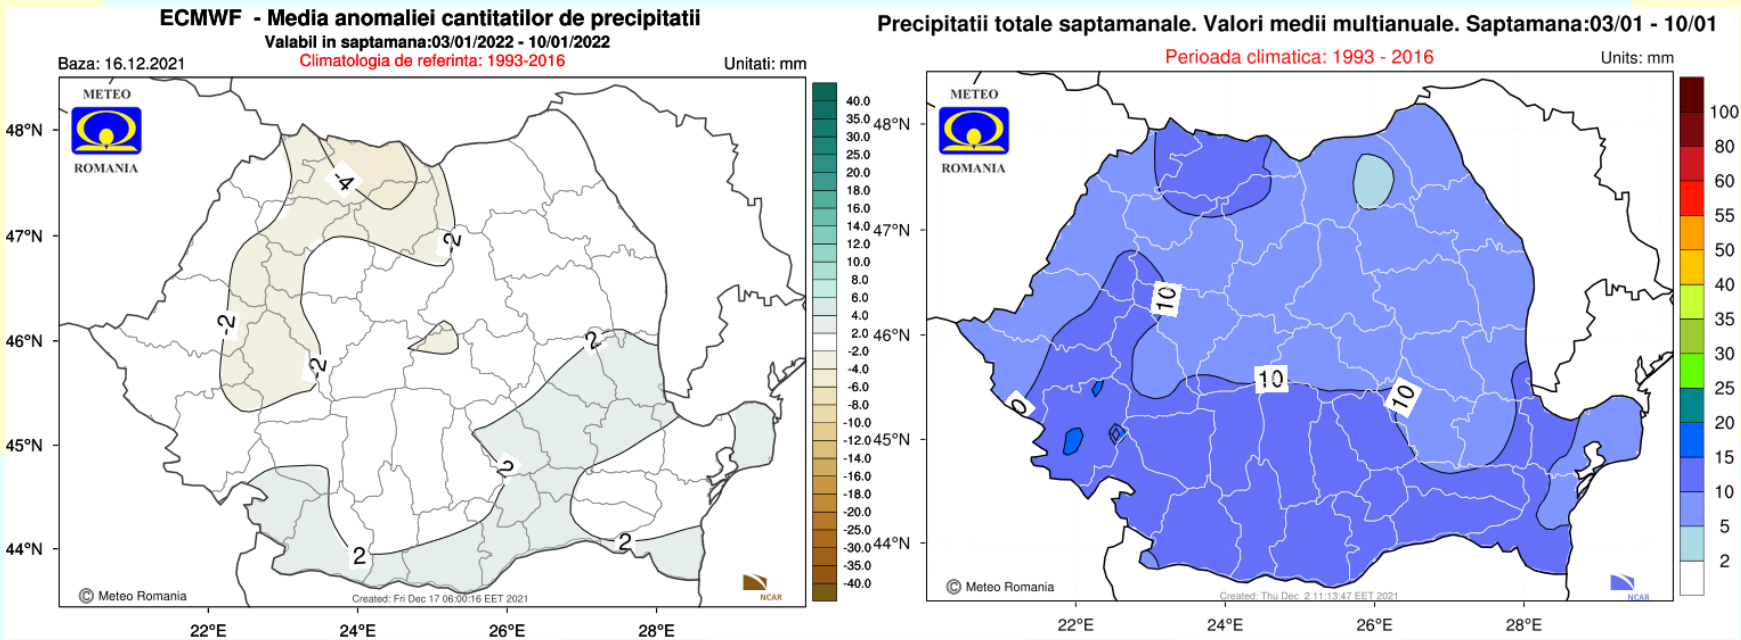 ECMWF - Media anomaliei cantitatilor de precipitatii
Valabil in saptamana:03/01/2022 - 10/01/2022
Baza: 16.12.2021
Climatologia de referinta: 1993-2016
Unitati: mm
METEO
ROMANIA
48°N
47°N
46°N
45°N
44°N
22°E
24°E
26°E
28°E
-4
-2
-2
-2
2
2
2
2
40.0
35.0
30.0
25.0
20.0
18.0
16.0
14.0
12.0
10.0
8.0
6.0
4.0
2.0
-2.0
-4.0
-6.0
-8.0
-10.0
-12.0
-14.0
-16.0
-18.0
-20.0
-25.0
-30.0
-35.0
-40.0
© Meteo Romania
Created: Fri Dec 17 06:00:16 EET 2021
NCAR
Precipitatii totale saptamanale. Valori medii multianuale. Saptamana:03/01 - 10/01
Perioada climatica: 1993 - 2016
Units: mm
METEO
ROMANIA
48°N
47°N
46°N
45°N
44°N
22°E
24°E
26°E
28°E
10
10
10
0
100
80
60
55
50
40
35
30
25
20
15
10
5
2
© Meteo Romania
Created: Thu Dec 2 11:13:47 EET 2021
NCAR